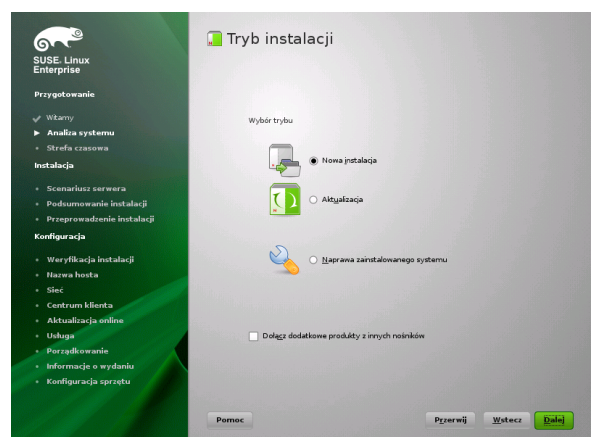 SUSE. Linux
Enterprise
Przygotowanie
Witamy
Analiza systemu
Strefa czasowa
Instalacja
Scenariusz serwera
Podsumowanie instalacji
Przeprowadzenie instalacji
Konfiguracja
Weryfikacja instalacji
Nazwa hosta
Sieć
Centrum klienta
Aktualizacja online
Usługa
Porządkowanie
Informacje o wydaniu
Konfiguracja sprzętu
Tryb instalacji
Wybór trybu
Nowa instalacja
Aktualizacja
Naprawa zainstalowanego systemu
Dołącz dodatkowe produkty z innych nośników
Pomoc
Przerwij
Wstecz
Dalej